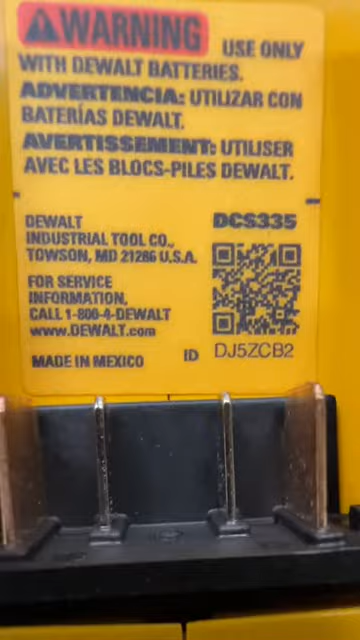 WARNING USE ONLY
WITH DEWALT BATTERIES.
ADVERTENCIA: UTILIZAR CON
BATERÍAS DEWALT.
AVERTISSEMENT: UTILISER
AVEC LES BLOCS-PILES DEWALT.
DEWALT DCS335
INDUSTRIAL TOOL CO.,
TOWSON, MD 21286 U.S.A.
FOR SERVICE
INFORMATION,
CALL 1-800-4-DEWALT
www.DEWALT.com
MADE IN MEXICO ID DJ5ZCB2